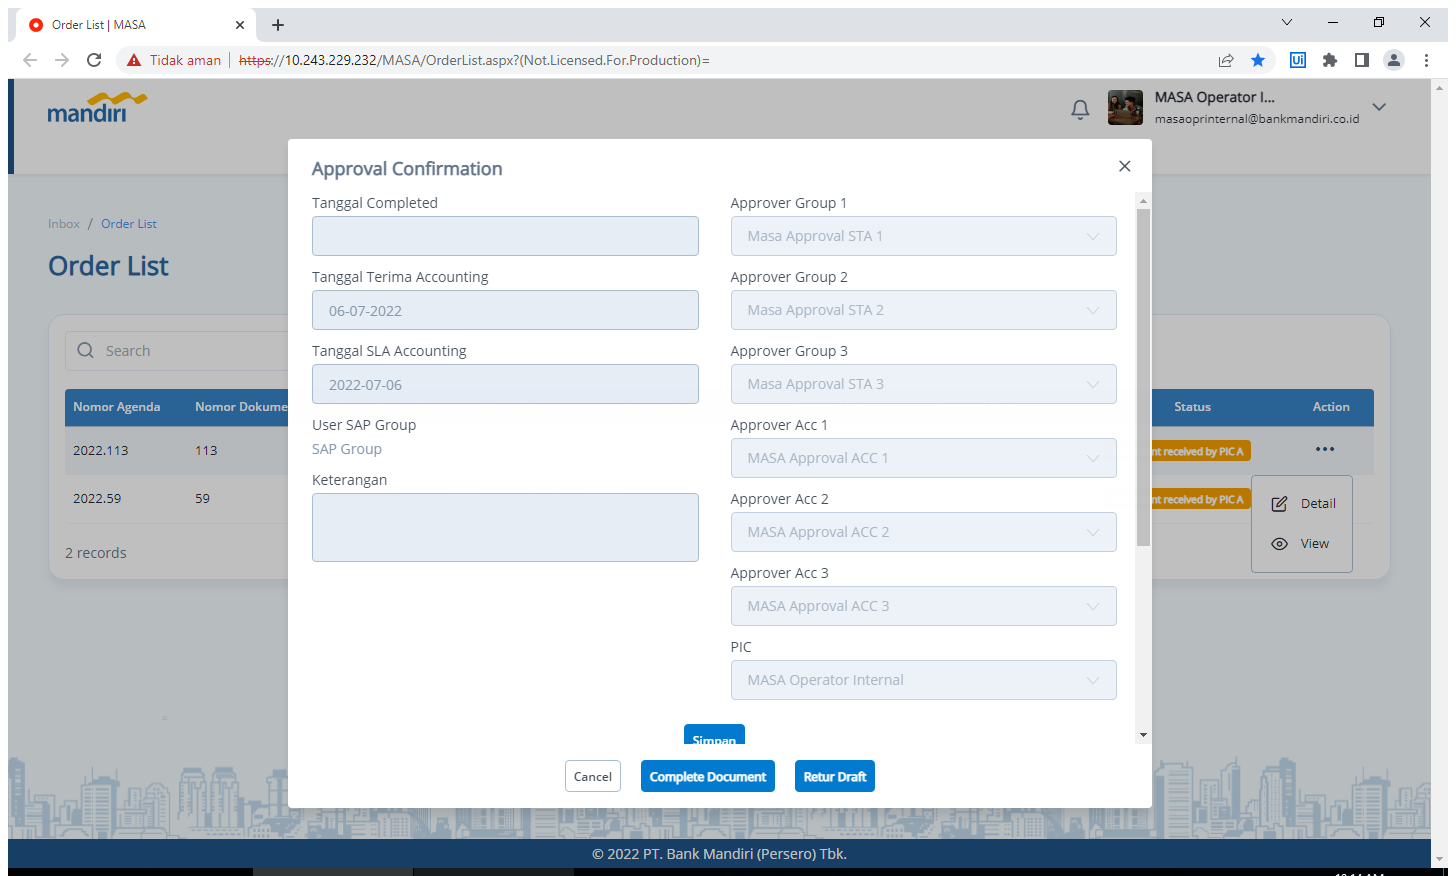 Order List | MASA
Tidak aman
https://10.243.229.232/MASA/OrderList.aspx?(Not.Licensed.For.Production)=
Ui
mandiri
MASA Operator I...
masaoprinternal@bankmandiri.co.id
Inbox / Order List
Order List
Search
Nomor Agenda Nomor Dokume Status Action
2022.113 113 nt received by PIC A
2022.59 59 nt received by PIC A
Detail
View
2 records
Approval Confirmation
Tanggal Completed
Tanggal Terima Accounting
06-07-2022
Tanggal SLA Accounting
2022-07-06
User SAP Group
SAP Group
Keterangan
Approver Group 1
Masa Approval STA 1
Approver Group 2
Masa Approval STA 2
Approver Group 3
Masa Approval STA 3
Approver Acc 1
MASA Approval ACC 1
Approver Acc 2
MASA Approval ACC 2
Approver Acc 3
MASA Approval ACC 3
PIC
MASA Operator Internal
Simpan
Cancel Complete Document Retur Draft
© 2022 PT. Bank Mandiri (Persero) Tbk.